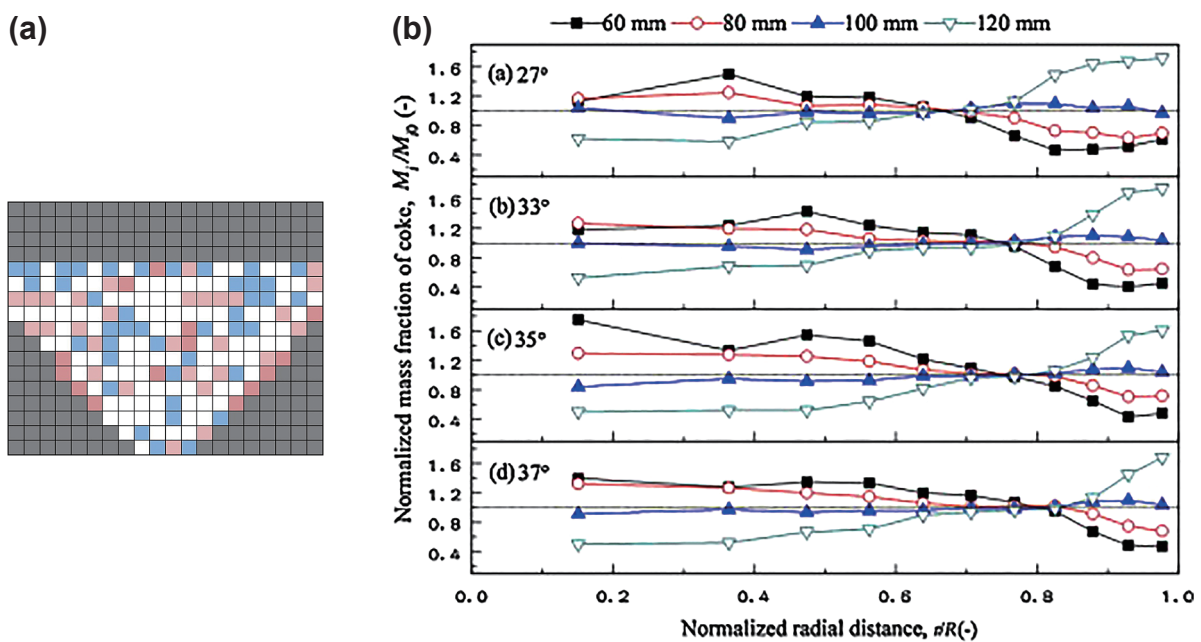 (a)
(b)
60 mm 80 mm 100 mm 120 mm
(a) 27°
(b) 33°
(c) 35°
(d) 37°
1.6
1.2
0.8
0.4
1.6
1.2
0.8
0.4
1.6
1.2
0.8
0.4
1.6
1.2
0.8
0.4
Normalized mass fraction of coke, Mi/Mp (-)
0.0 0.2 0.4 0.6 0.8 1.0
Normalized radial distance, r/R(-)